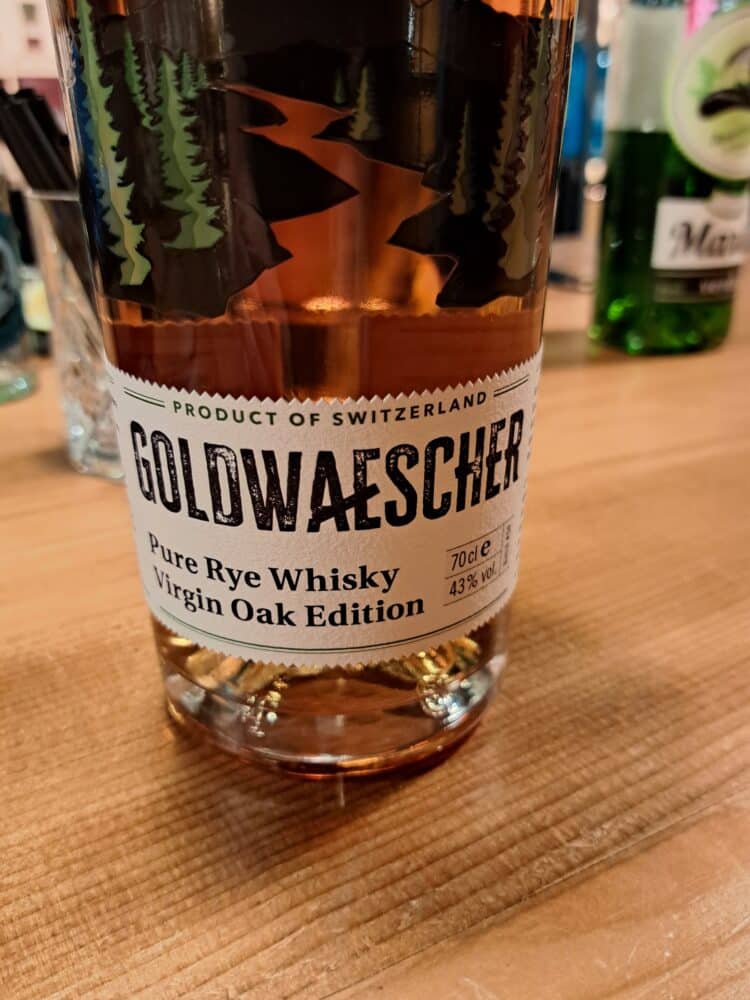 PRODUCT OF SWITZERLAND
GOLDWAESCHER
Pure Rye Whisky
Virgin Oak Edition
70cl e
43% vol.